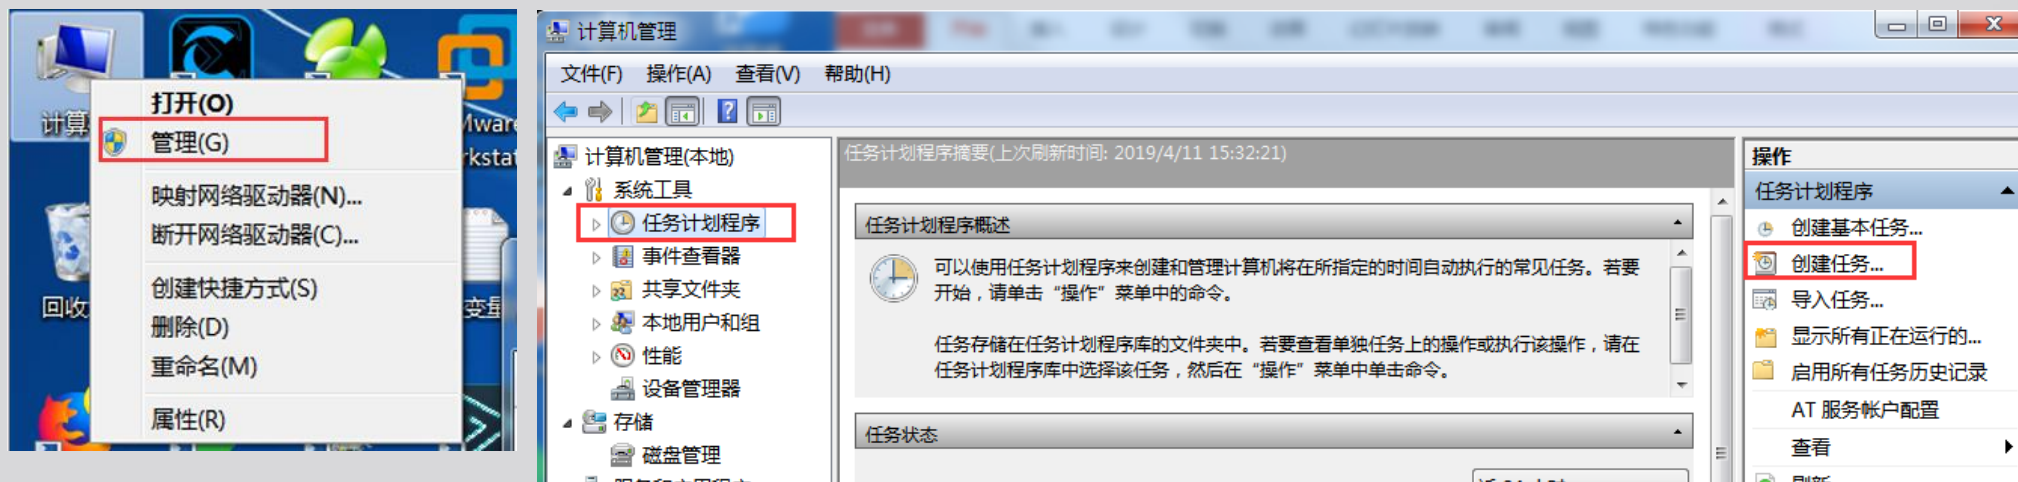 计算
打开(O)
管理(G)
映射网络驱动器(N)...
断开网络驱动器(C)...
创建快捷方式(S)
删除(D)
重命名(M)
属性(R)
回收
变量
计算机管理
文件(F) 操作(A) 查看(V) 帮助(H)
计算机管理(本地)
系统工具
任务计划程序
事件查看器
共享文件夹
本地用户和组
性能
设备管理器
存储
磁盘管理
任务计划程序摘要(上次刷新时间: 2019/4/11 15:32:21)
任务计划程序概述
可以使用任务计划程序来创建和管理计算机将在所指定的时间自动执行的常见任务。若要
开始，请单击“操作”菜单中的命令。
任务存储在任务计划程序库的文件夹中。若要查看单独任务上的操作或执行该操作，请在
任务计划程序库中选择该任务，然后在“操作”菜单中单击命令。
任务状态
操作
任务计划程序
创建基本任务...
创建任务...
导入任务...
显示所有正在运行的...
启用所有任务历史记录
AT 服务帐户配置
查看
刷新